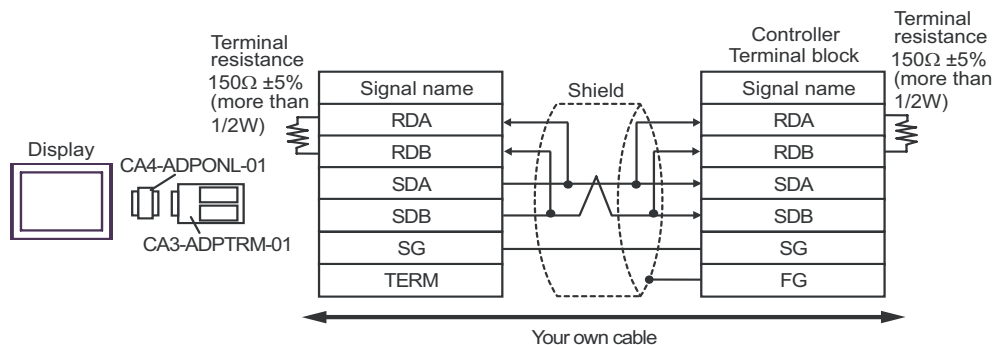 Display
CA4-ADPONL-01
CA3-ADPTRM-01
Terminal
resistance
150Ω ±5%
(more than
1/2W)
Signal name
RDA
RDB
SDA
SDB
SG
TERM
Shield
Controller
Terminal block
Signal name
RDA
RDB
SDA
SDB
SG
FG
Terminal
resistance
150Ω ±5%
(more than
1/2W)
Your own cable